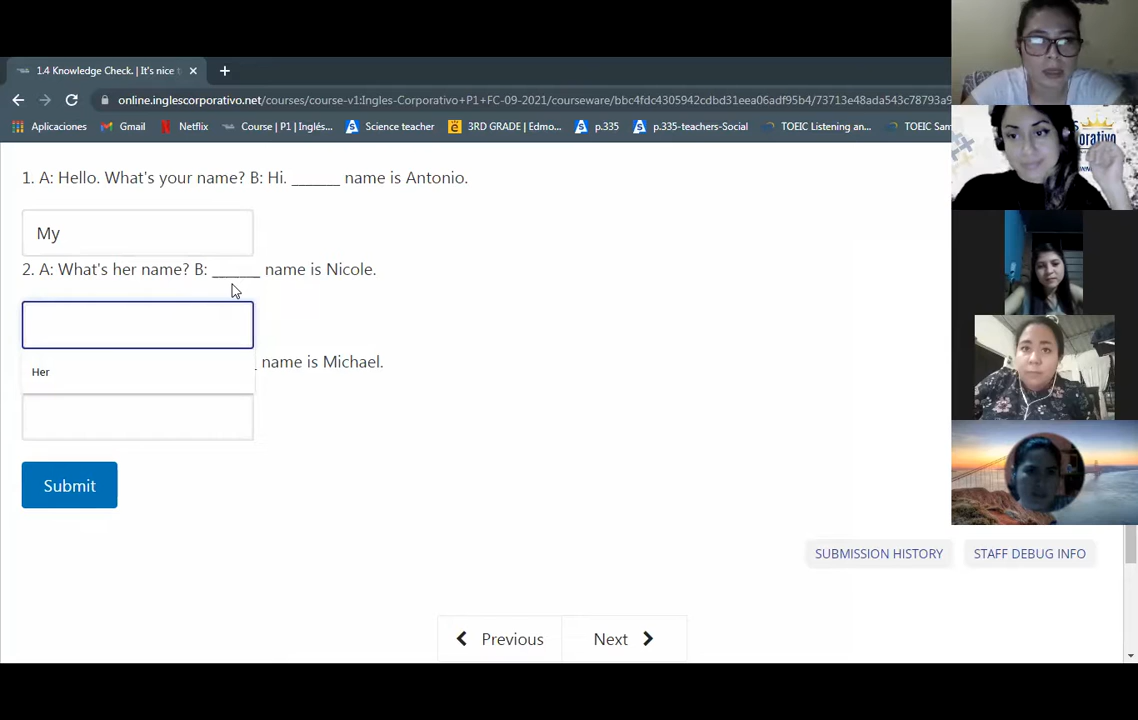 1.4 Knowledge Check. | It's nice t
online.inglescorporativo.net/courses/course-v1:Ingles-Corporativo+P1+FC-09-2021/courseware/bbc4fdc4305942cdbd31eea06adf95b4/73713e48ada543c78793a9
Aplicaciones Gmail Netflix Course | P1 | Inglés... Science teacher 3RD GRADE | Edmo... p.335 p.335-teachers-Social TOEIC Listening an... TOEIC Sam
1. A: Hello. What's your name? B: Hi. ______ name is Antonio.
My
2. A: What's her name? B: ______ name is Nicole.
Her
name is Michael.
Submit
SUBMISSION HISTORY STAFF DEBUG INFO
Previous Next